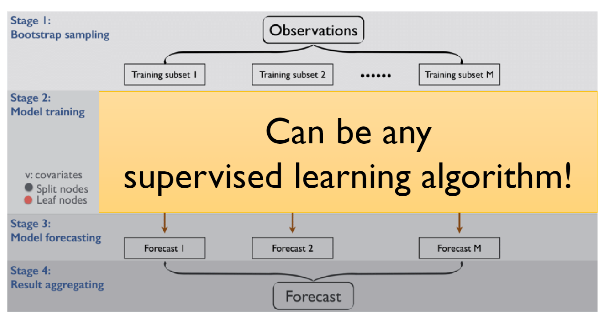 Stage 1:
Bootstrap sampling
Observations
Training subset 1
Training subset 2
Training subset M
Stage 2:
Model training
Can be any
supervised learning algorithm!
v: covariates
Split nodes
Leaf nodes
Stage 3:
Model forecasting
Forecast 1
Forecast 2
Forecast M
Stage 4:
Result aggregating
Forecast